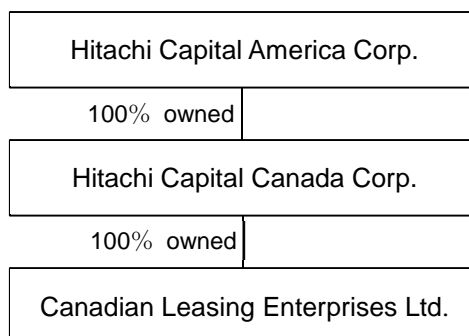 Hitachi Capital America Corp.
100% owned
Hitachi Capital Canada Corp.
100% owned
Canadian Leasing Enterprises Ltd.